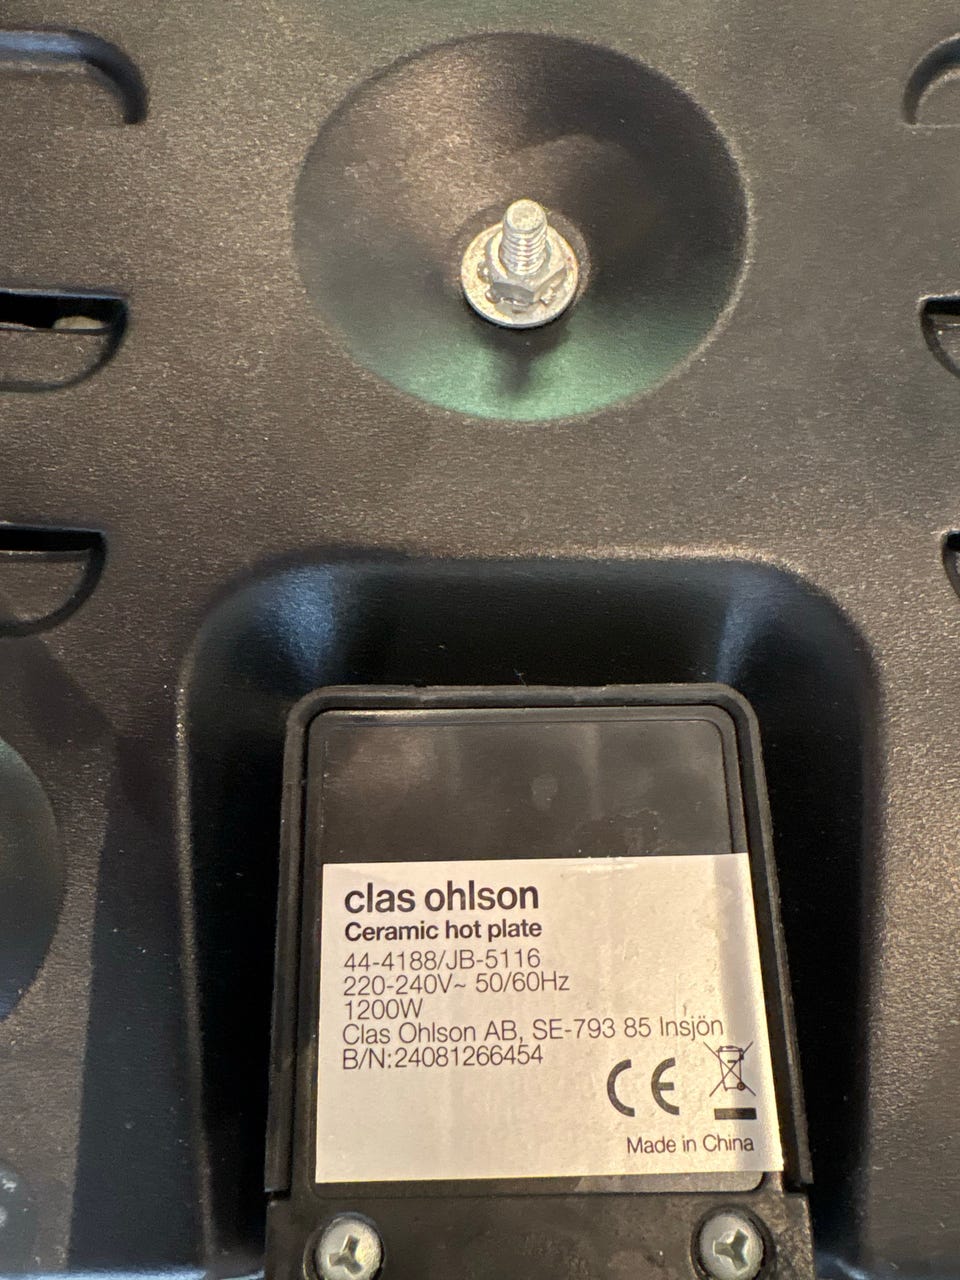 clas ohlson
Ceramic hot plate
44-4188/JB-5116
220-240V~ 50/60Hz
1200W
Clas Ohlson AB, SE-793 85 Insjön
B/N:24081266454
CE
Made in China